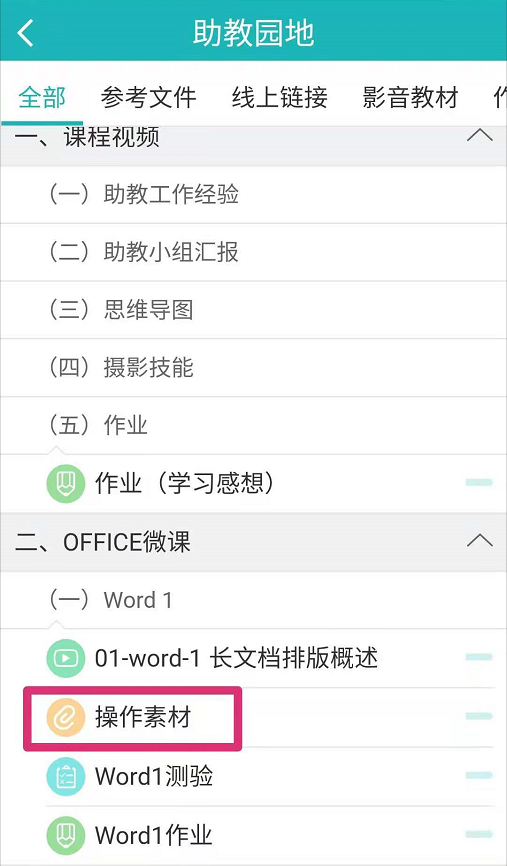 助教园地
全部 参考文件 线上链接 影音教材
一、课程视频
（一）助教工作经验
（二）助教小组汇报
（三）思维导图
（四）摄影技能
（五）作业
作业（学习感想）
二、OFFICE微课
（一）Word 1
01-word-1 长文档排版概述
操作素材
Word1测验
Word1作业